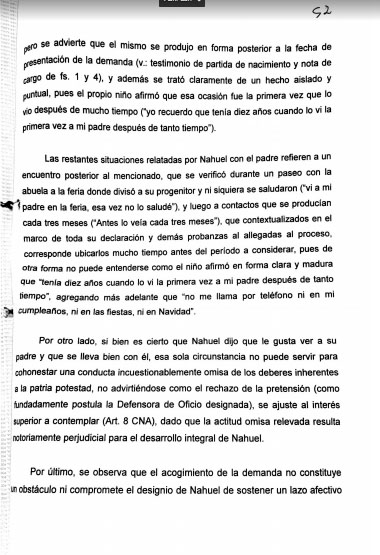 52
pero se advierte que el mismo se produjo en forma posterior a la fecha de
presentación de la demanda (v.: testimonio de partida de nacimiento y nota de
cargo de fs. 1 y 4), y además se trató claramente de un hecho aislado y
puntual, pues el propio niño afirmó que esa ocasión fue la primera vez que lo
vio después de mucho tiempo ("yo recuerdo que tenía diez años cuando lo vi la
primera vez a mi padre después de tanto tiempo").
Las restantes situaciones relatadas por Nahuel con el padre refieren a un
encuentro posterior al mencionado, que se verificó durante un paseo con la
abuela a la feria donde divisó a su progenitor y ni siquiera se saludaron ("vi a mi
padre en la feria, esa vez no lo saludé"), y luego a contactos que se producían
cada tres meses ("Antes lo veía cada tres meses"), que contextualizados en el
marco de toda su declaración y demás probanzas al allegadas al proceso,
corresponde ubicarlos mucho tiempo antes del período a considerar, pues de
otra forma no puede entenderse como el niño afirmó en forma clara y madura
que "tenía diez años cuando lo vi la primera vez a mi padre después de tanto
tiempo", agregando más adelante que "no me llama por teléfono ni en mi
cumpleaños, ni en las fiestas, ni en Navidad".
Por otro lado, si bien es cierto que Nahuel dijo que le gusta ver a su
padre y que se lleva bien con él, esa sola circunstancia no puede servir para
cohonestar una conducta incuestionablemente omisa de los deberes inherentes
a la patria potestad, no advirtiéndose como el rechazo de la pretensión (como
fundadamente postula la Defensora de Oficio designada), se ajuste al interés
superior a contemplar (Art. 8 CNA), dado que la actitud omisa relevada resulta
notoriamente perjudicial para el desarrollo integral de Nahuel.
Por último, se observa que el acogimiento de la demanda no constituye
un obstáculo ni compromete el designio de Nahuel de sostener un lazo afectivo